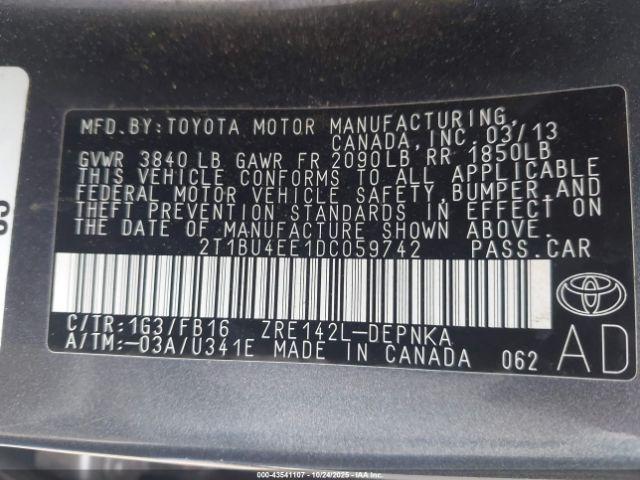 MFD. BY: TOYOTA MOTOR MANUFACTURING,
CANADA, INC. 03/13
GVWR 3840 LB GAWR FR 2090LB RR 1850LB
THIS VEHICLE CONFORMS TO ALL APPLICABLE
FEDERAL MOTOR VEHICLE SAFETY, BUMPER, AND
THEFT PREVENTION STANDARDS IN EFFECT ON
THE DATE OF MANUFACTURE SHOWN ABOVE.
2T1BU4EE1DC059742 PASS.CAR
C/TR: 1G3/FB16 ZRE142L-DEPNKA
A/TM: -03A/U341E MADE IN CANADA 062
AD
000-43541107 - 10/24/2025 - IAAI.COM